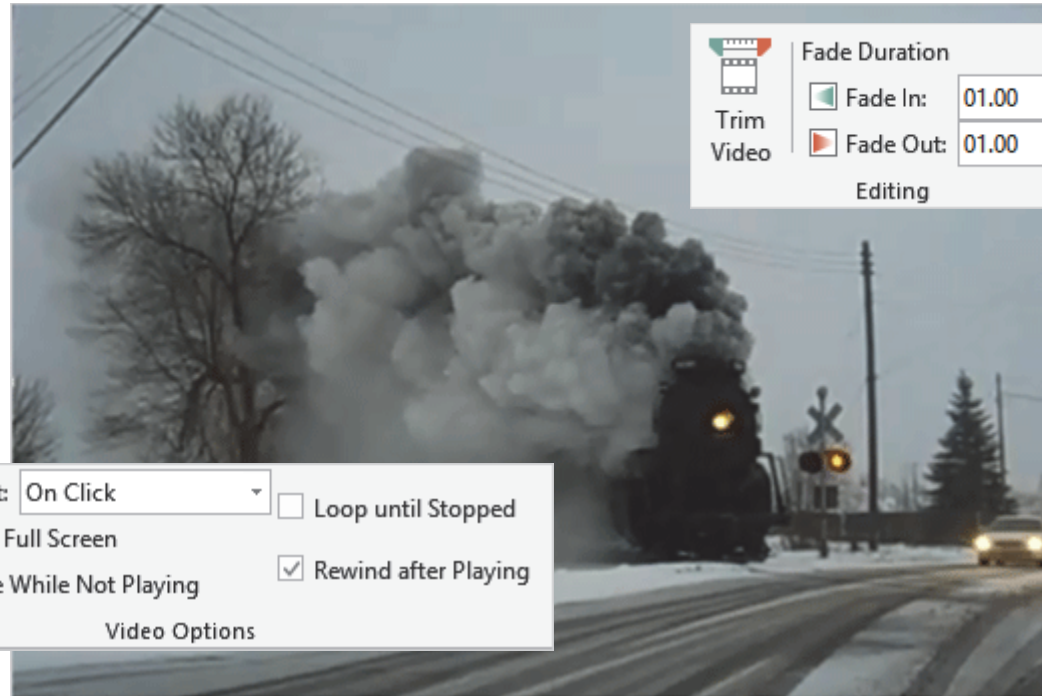 Fade Duration
Trim
Video
Fade In: 01.00
Fade Out: 01.00
Editing
On Click
Loop until Stopped
Full Screen
Rewind after Playing
While Not Playing
Video Options